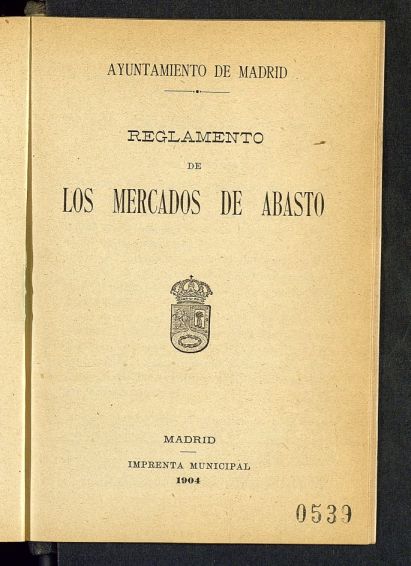 AYUNTAMIENTO DE MADRID
REGLAMENTO
DE
LOS MERCADOS DE ABASTO
MADRID
IMPRENTA MUNICIPAL
1904
0539